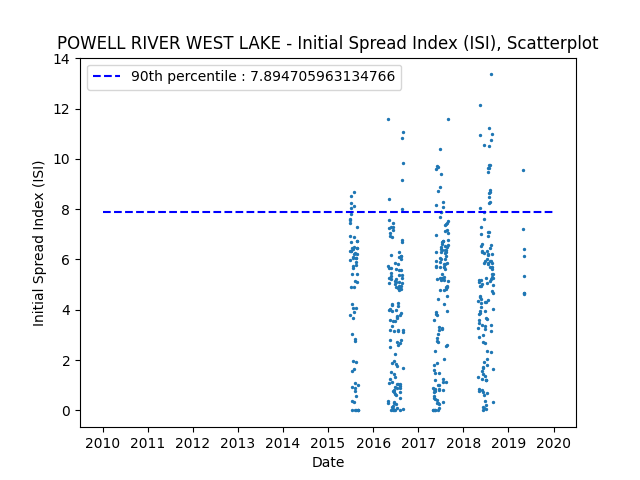 POWELL RIVER WEST LAKE - Initial Spread Index (ISI), Scatterplot
90th percentile : 7.894705963134766
Initial Spread Index (ISI)
14
12
10
8
6
4
2
0
2010 2011 2012 2013 2014 2015 2016 2017 2018 2019 2020
Date